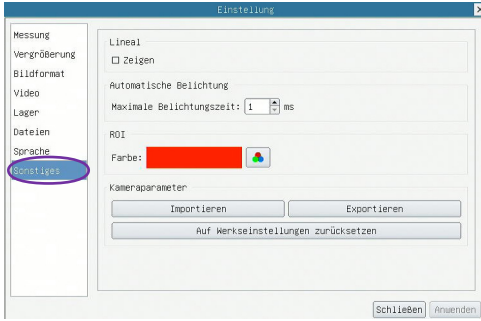 Einstellung
Messung
Vergrößerung
Bildformat
Video
Lager
Dateien
Sprache
Sonstiges
Lineal
Zeigen
Automatische Belichtung
Maximale Belichtungszeit: 1 ms
ROI
Farbe:
Kameraparameter
Importieren Exportieren
Auf Werkseinstellungen zurücksetzen
Schließen Anwenden